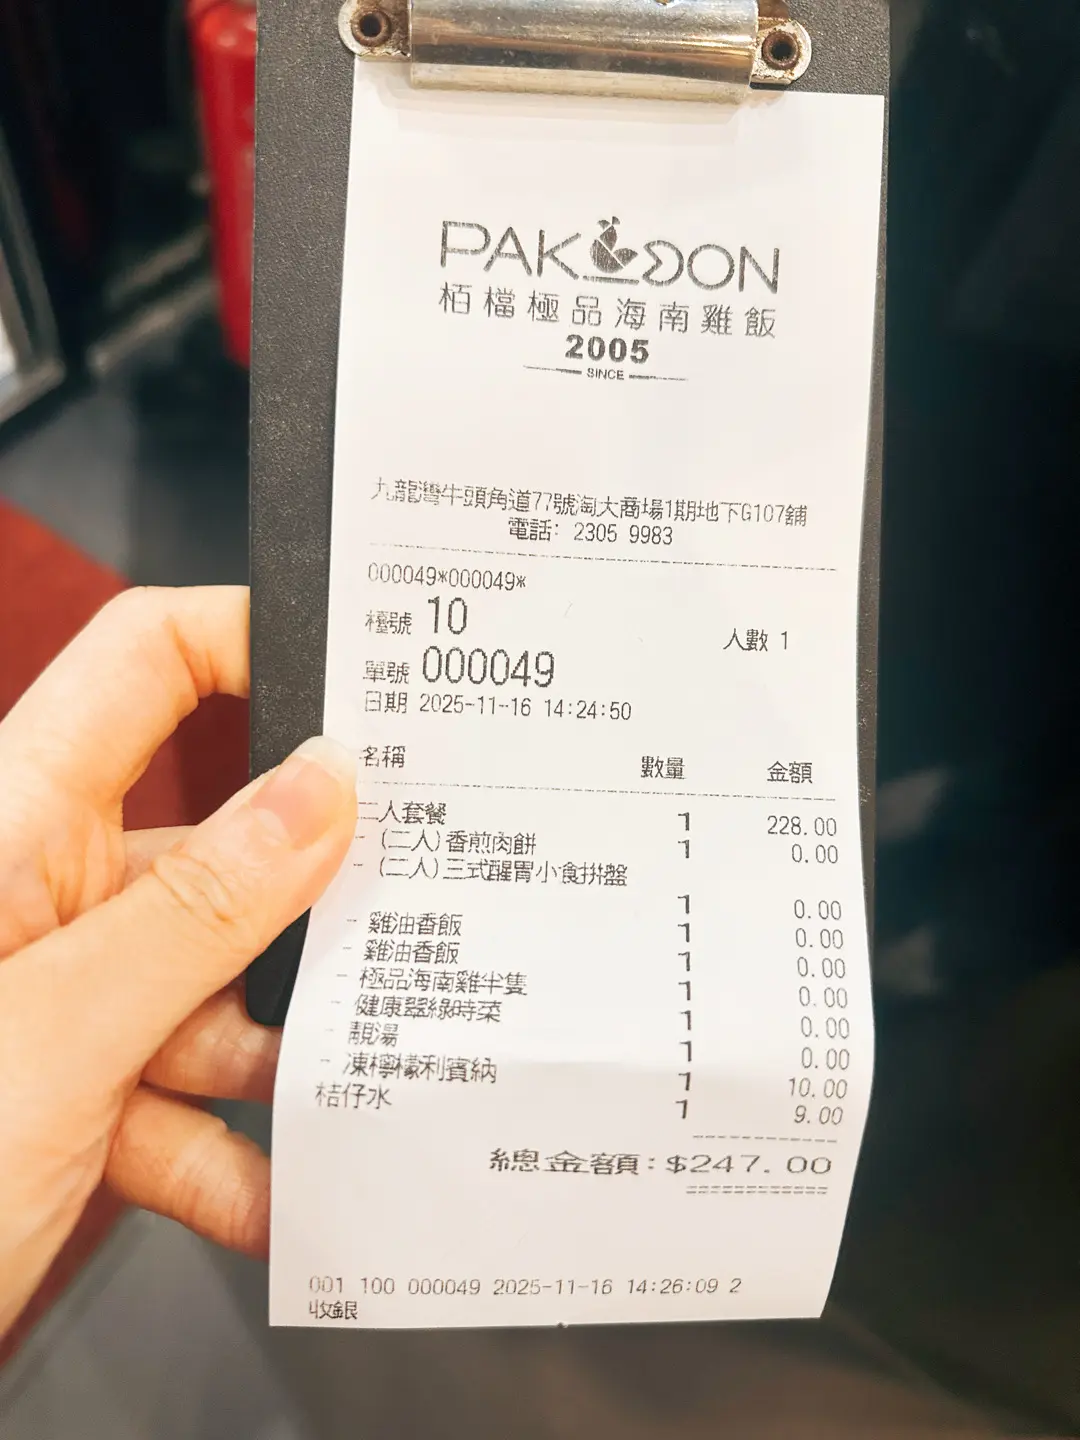 PAK DON
栢檔極品海南雞飯
2005
SINCE
九龍灣牛頭角道77號淘大商場1期地下G107舖
電話: 2305 9983
000049*000049*
檯號 10 人數 1
單號 000049
日期 2025-11-16 14:24:50
名稱 數量 金額
二人套餐 1 228.00
- (二人)香煎肉餅 1 0.00
- (二人)三式醒胃小食拼盤
1 0.00
- 雞油香飯 1 0.00
- 雞油香飯 1 0.00
- 極品海南雞半隻 1 0.00
- 健康翠綠時菜 1 0.00
- 靚湯 1 0.00
- 凍檸檬利賓納 1 10.00
桔仔水 1 9.00
總金額:$247.00
001 100 000049 2025-11-16 14:26:09 2
收銀